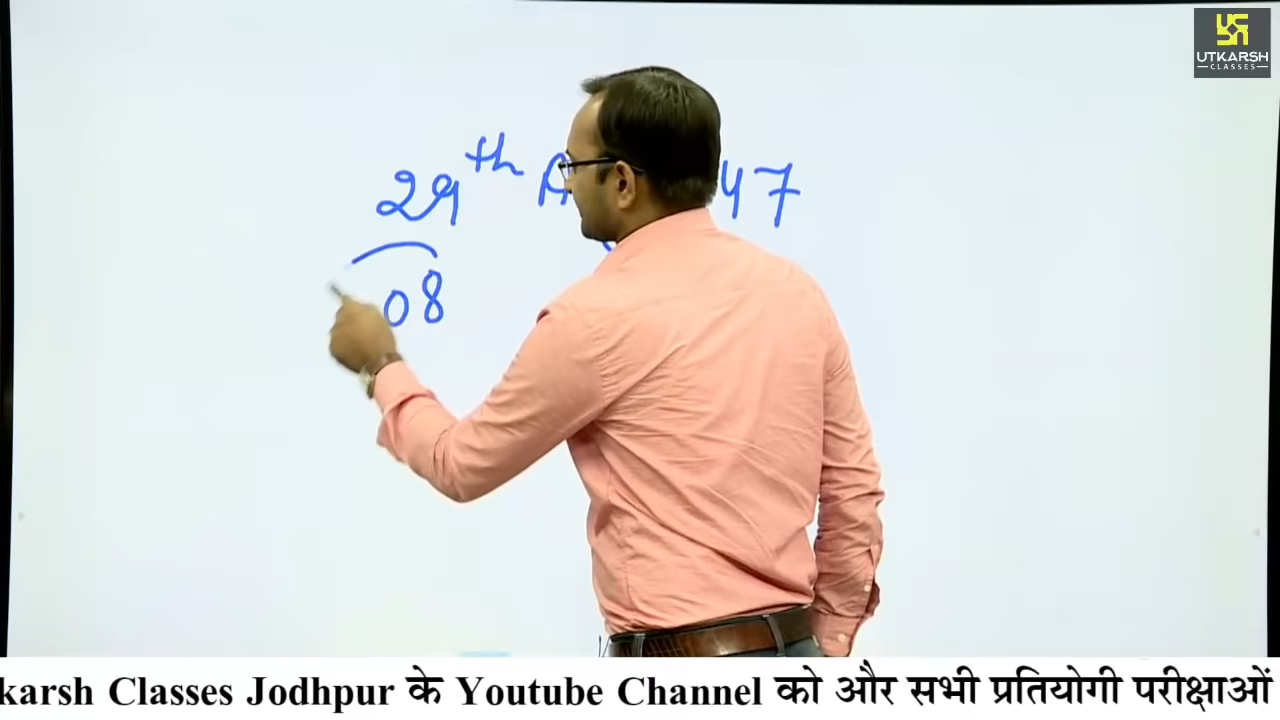 UTKARSH
CLASSES
29th 47
08
karsh Classes Jodhpur के Youtube Channel को और सभी प्रतियोगी परीक्षाओं